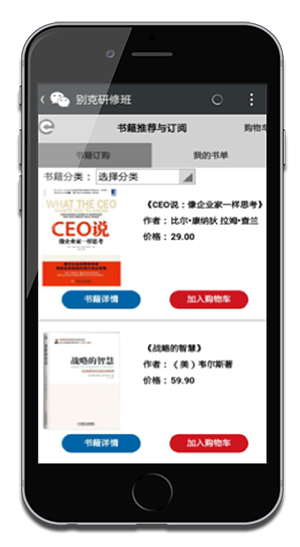 别克研修班
书籍推荐与订阅
购物车
书籍订购
我的书单
书籍分类： 选择分类
WHAT THE CEO
CEO说
像企业家一样思考
《CEO说：像企业家一样思考》
作者：比尔•康纳狄 拉姆•查兰
价格：29.00
书籍详情
加入购物车
战略的智慧
《战略的智慧》
作者：（美）韦尔斯著
价格：59.90
书籍详情
加入购物车